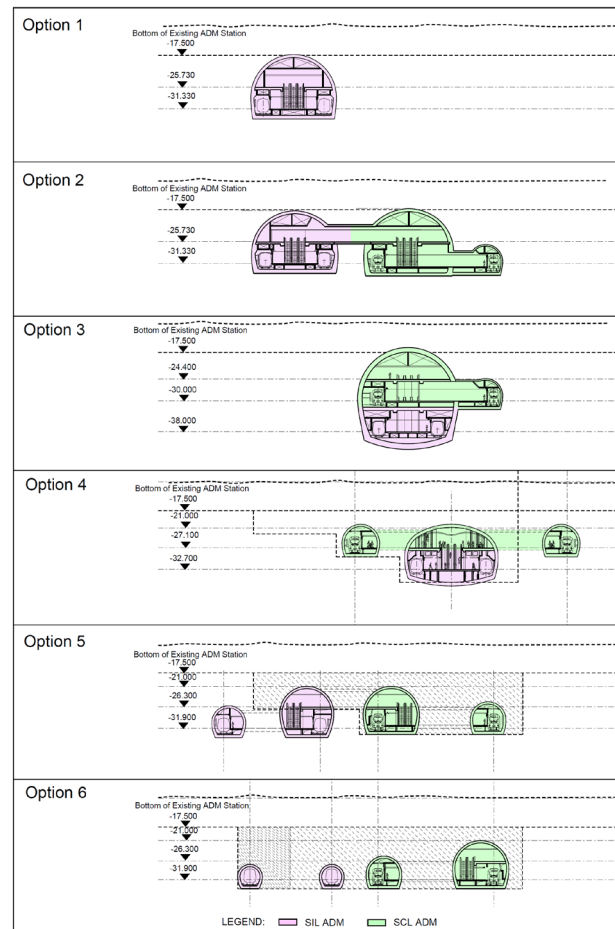 Option 1
Bottom of Existing ADM Station
-17.500
-25.730
-31.330
Option 2
Bottom of Existing ADM Station
-17.500
-25.730
-31.330
Option 3
Bottom of Existing ADM Station
-17.500
-24.400
-30.000
-38.000
Option 4
Bottom of Existing ADM Station
-17.500
-21.000
-27.100
-32.700
Option 5
Bottom of Existing ADM Station
-17.500
-21.000
-26.300
-31.900
Option 6
Bottom of Existing ADM Station
-17.500
-21.000
-26.300
-31.900
LEGEND: SIL ADM SCL ADM